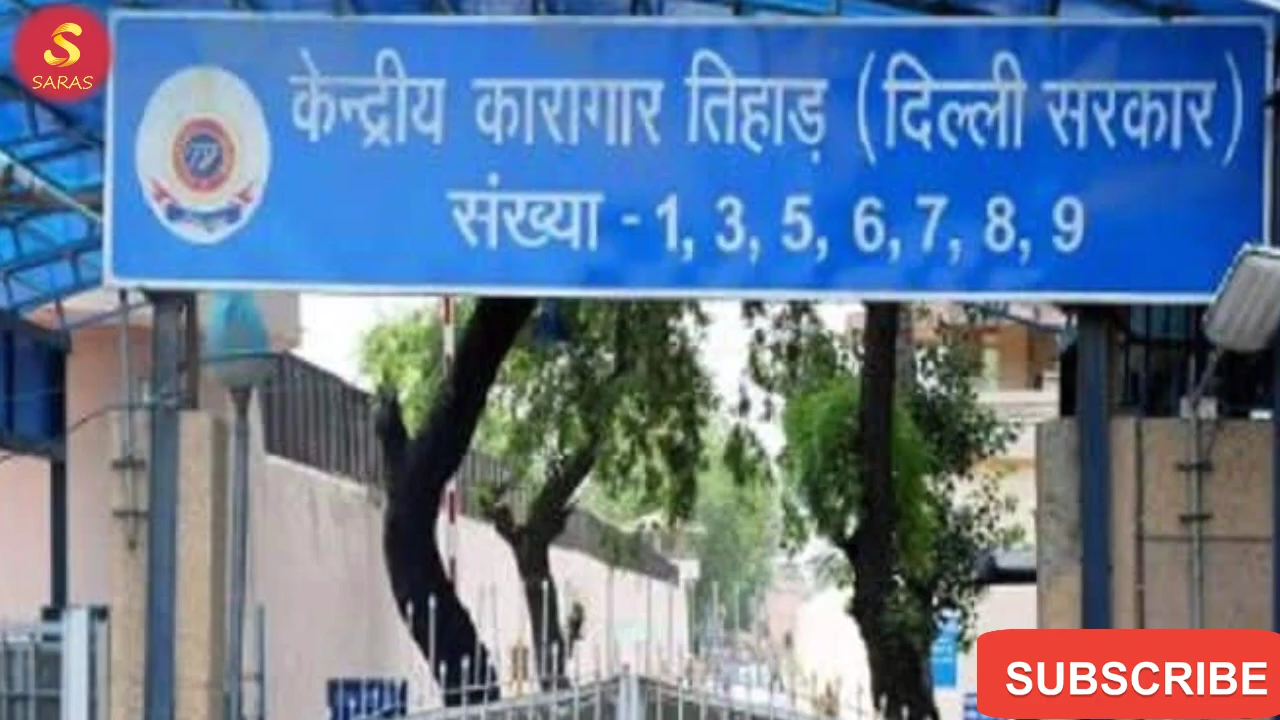 SARAS
केन्द्रीय कारागार तिहाड़ (दिल्ली सरकार)
संख्या - 1, 3, 5, 6, 7, 8, 9
SUBSCRIBE